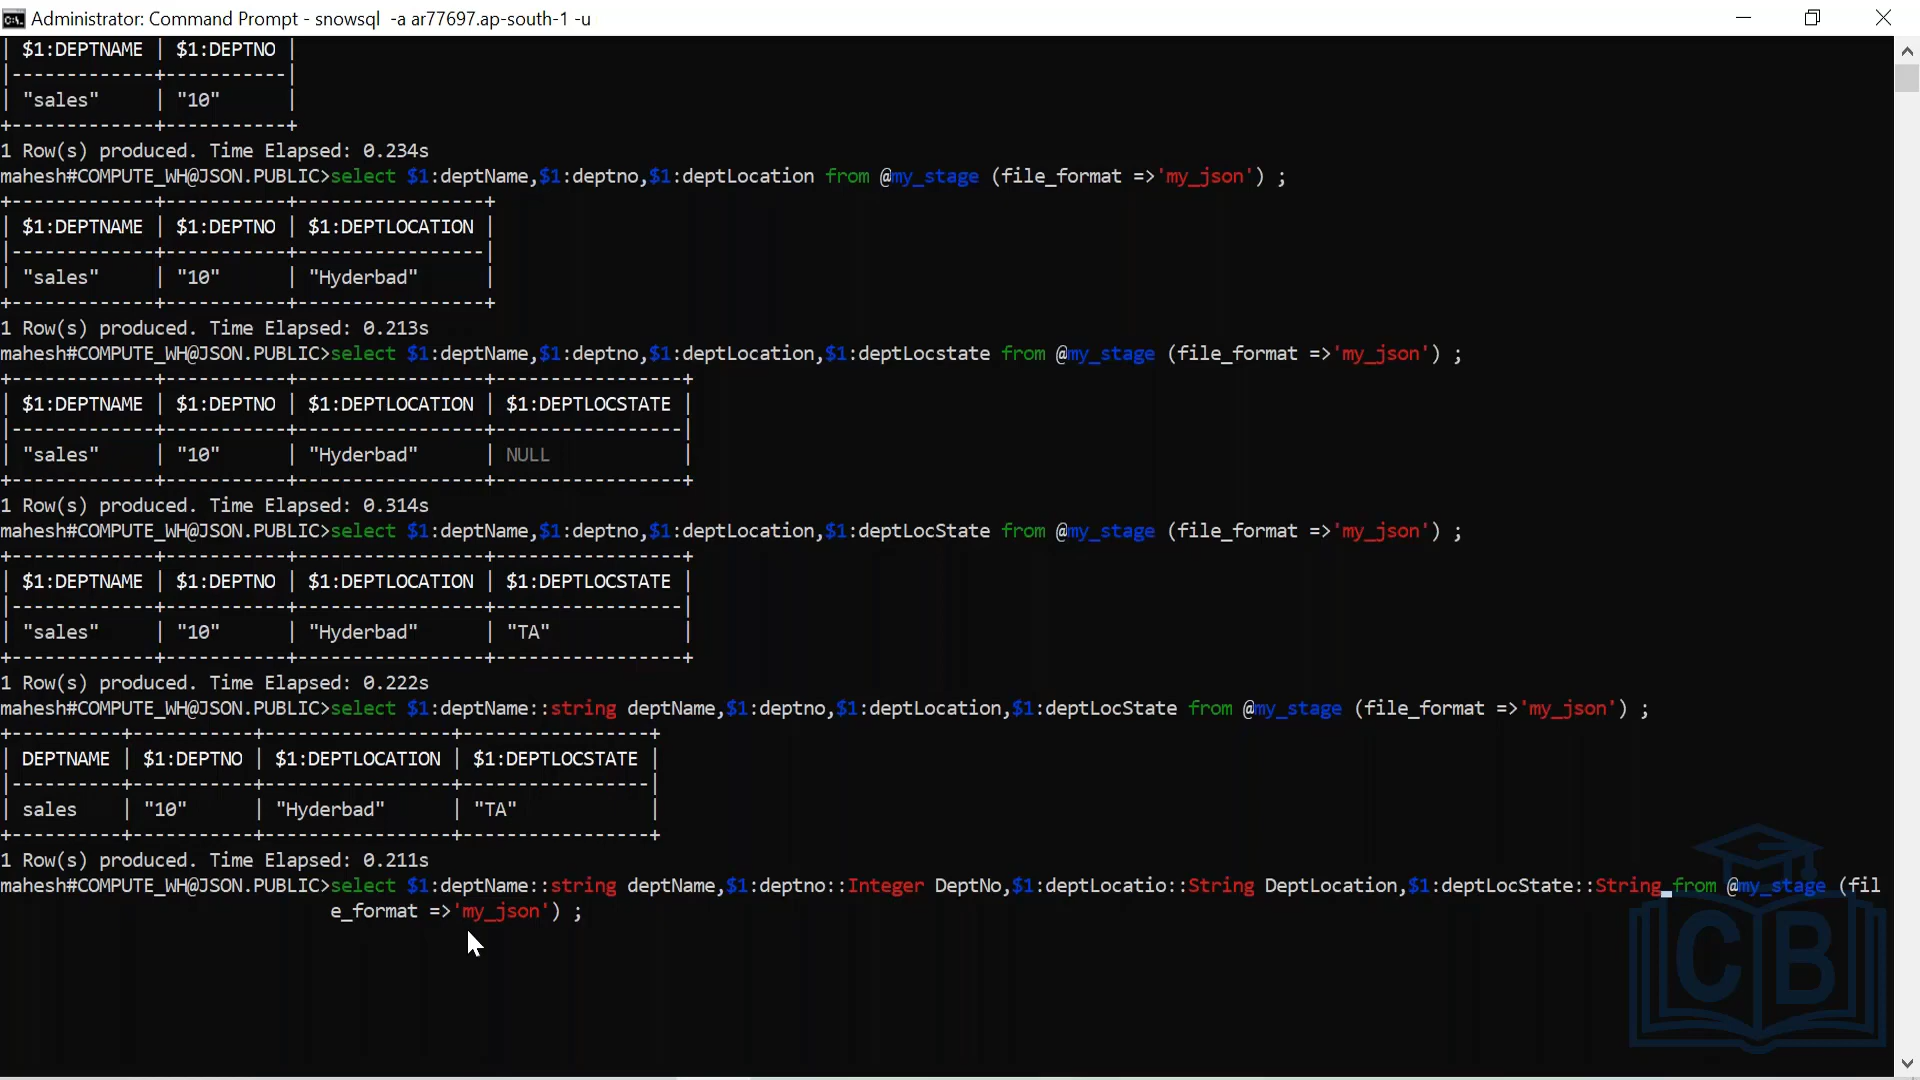 Administrator: Command Prompt - snowsql  -a ar77697.ap-south-1 -u
| $1:DEPTNAME | $1:DEPTNO |
|-------------+-----------|
| "sales"     | "10"      |
+-------------+-----------+
1 Row(s) produced. Time Elapsed: 0.234s
mahesh#COMPUTE_WH@JSON.PUBLIC>select $1:deptName,$1:deptno,$1:deptLocation from @my_stage (file_format =>'my_json') ;
+-------------+-----------+-----------------+
| $1:DEPTNAME | $1:DEPTNO | $1:DEPTLOCATION |
|-------------+-----------+-----------------|
| "sales"     | "10"      | "Hyderbad"      |
+-------------+-----------+-----------------+
1 Row(s) produced. Time Elapsed: 0.213s
mahesh#COMPUTE_WH@JSON.PUBLIC>select $1:deptName,$1:deptno,$1:deptLocation,$1:deptLocstate from @my_stage (file_format =>'my_json') ;
+-------------+-----------+-----------------+-----------------+
| $1:DEPTNAME | $1:DEPTNO | $1:DEPTLOCATION | $1:DEPTLOCSTATE |
|-------------+-----------+-----------------+-----------------|
| "sales"     | "10"      | "Hyderbad"      | NULL            |
+-------------+-----------+-----------------+-----------------+
1 Row(s) produced. Time Elapsed: 0.314s
mahesh#COMPUTE_WH@JSON.PUBLIC>select $1:deptName,$1:deptno,$1:deptLocation,$1:deptLocState from @my_stage (file_format =>'my_json') ;
+-------------+-----------+-----------------+-----------------+
| $1:DEPTNAME | $1:DEPTNO | $1:DEPTLOCATION | $1:DEPTLOCSTATE |
|-------------+-----------+-----------------+-----------------|
| "sales"     | "10"      | "Hyderbad"      | "TA"            |
+-------------+-----------+-----------------+-----------------+
1 Row(s) produced. Time Elapsed: 0.222s
mahesh#COMPUTE_WH@JSON.PUBLIC>select $1:deptName::string deptName,$1:deptno,$1:deptLocation,$1:deptLocState from @my_stage (file_format =>'my_json') ;
+----------+-----------+-----------------+-----------------+
| DEPTNAME | $1:DEPTNO | $1:DEPTLOCATION | $1:DEPTLOCSTATE |
|----------+-----------+-----------------+-----------------|
| sales    | "10"      | "Hyderbad"      | "TA"            |
+----------+-----------+-----------------+-----------------+
1 Row(s) produced. Time Elapsed: 0.211s
mahesh#COMPUTE_WH@JSON.PUBLIC>select $1:deptName::string deptName,$1:deptno::Integer DeptNo,$1:deptLocatio::String DeptLocation,$1:deptLocState::String from @my_stage (fil
e_format =>'my_json') ;
CB